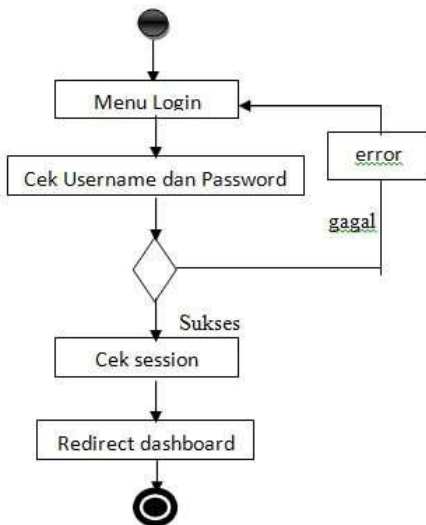 Menu Login
error
Cek Username dan Password
gagal
Sukses
Cek session
Redirect dashboard